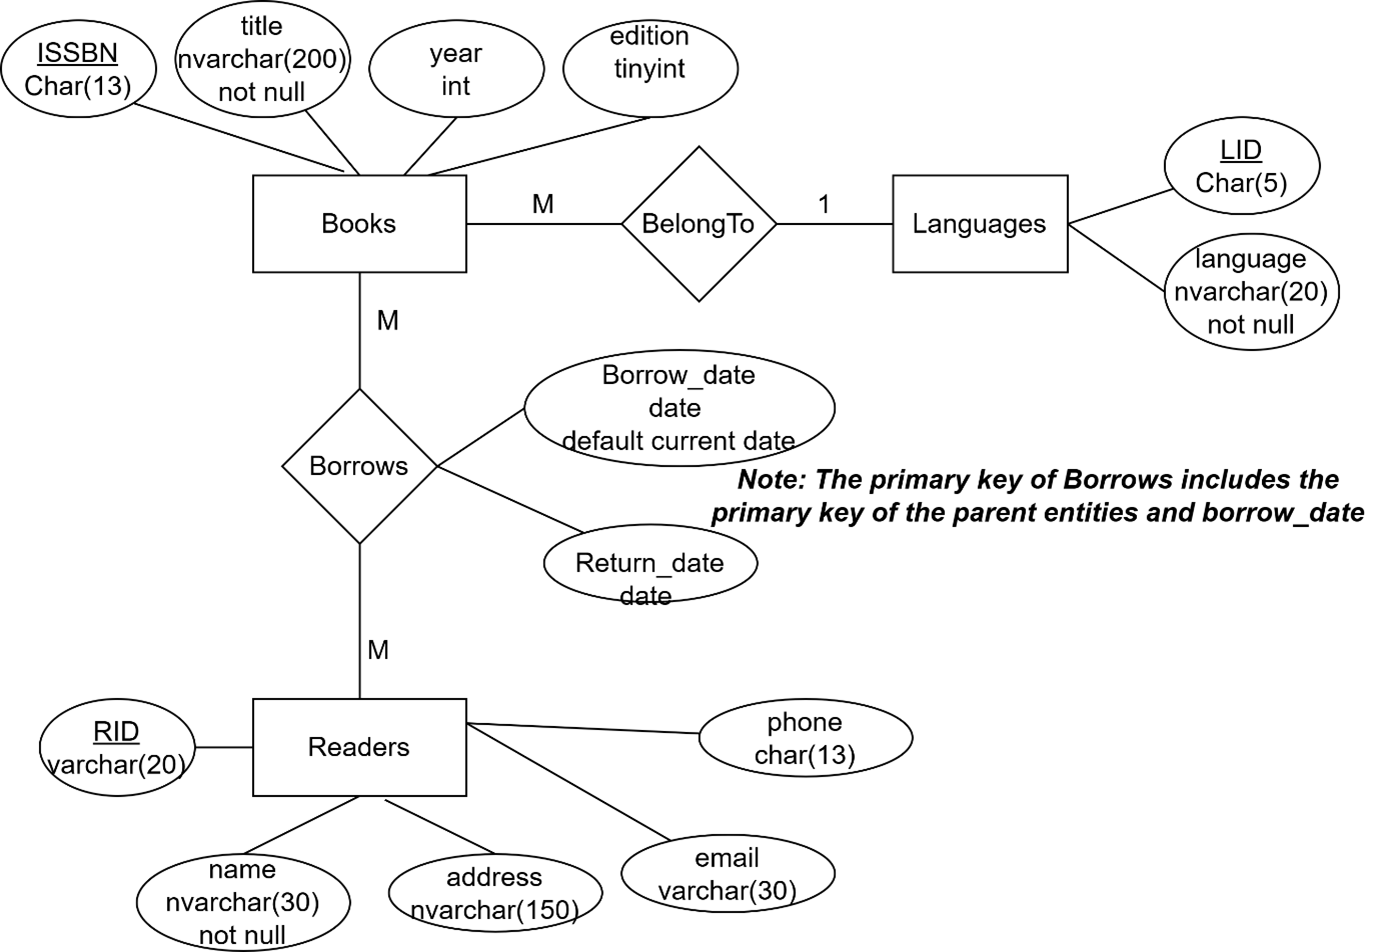 ISSBN
Char(13)
title
nvarchar(200)
not null
year
int
edition
tinyint
Books
M
BelongTo
1
Languages
LID
Char(5)
language
nvarchar(20)
not null
M
Borrows
Borrow_date
date
default current date
Note: The primary key of Borrows includes the
primary key of the parent entities and borrow_date
Return_date
date
M
RID
varchar(20)
Readers
phone
char(13)
name
nvarchar(30)
not null
address
nvarchar(150)
email
varchar(30)